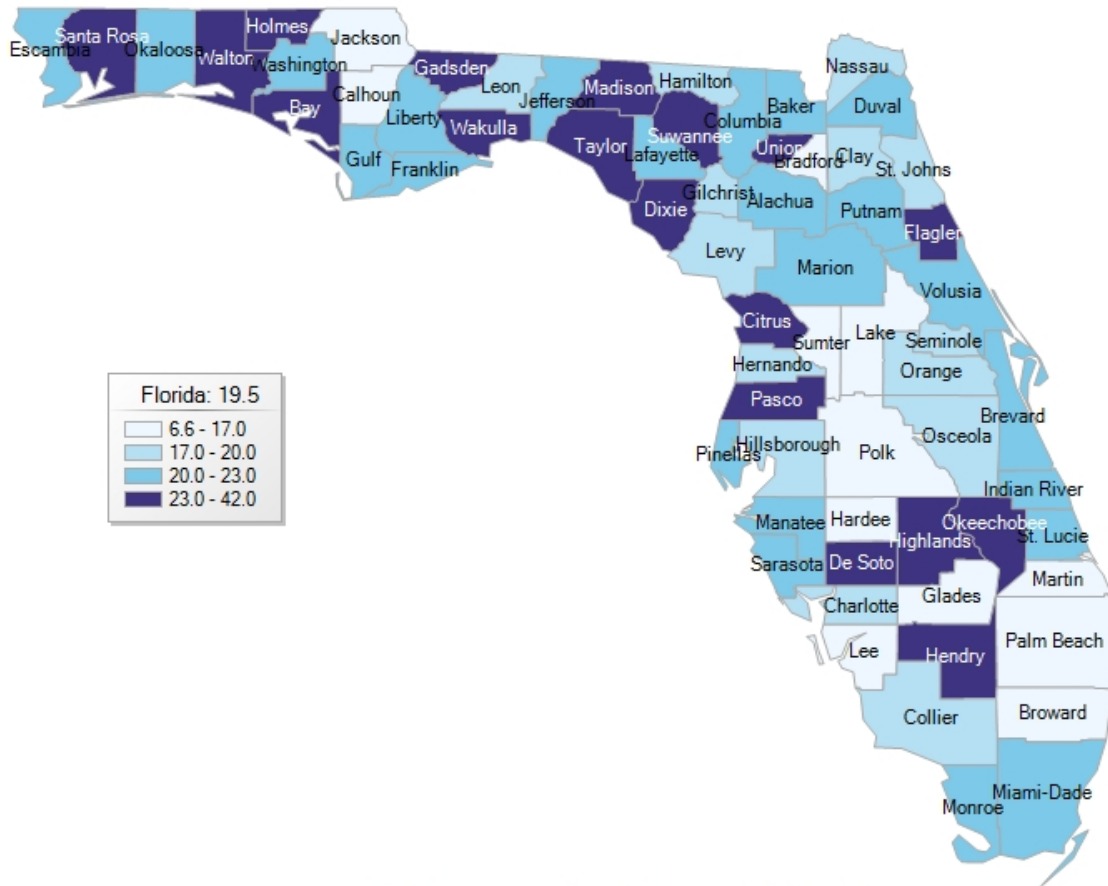 Holmes
Santa Rosa
Jackson
Escambia
Okaloosa
Walton
Washington
Gadsden
Nassau
Madison
Hamilton
Leon
Calhoun
Jefferson
Baker
Duval
Bay
Liberty
Columbia
Wakulla
Suwannee
Taylor
Union
Lafayette
Bradford
Clay
Gulf
Franklin
St. Johns
Gilchrist
Alachua
Dixie
Putnam
Flagler
Levy
Marion
Volusia
Citrus
Lake
Sumter
Seminole
Hernando
Orange
Florida: 19.5
Pasco
6.6 - 17.0
17.0 - 20.0
20.0 - 23.0
23.0 - 42.0
Brevard
Osceola
Hillsborough
Pinellas
Polk
Indian River
Manatee
Hardee
Okeechobee
St. Lucie
Highlands
Sarasota
De Soto
Martin
Glades
Charlotte
Palm Beach
Lee
Hendry
Broward
Collier
Miami-Dade
Monroe